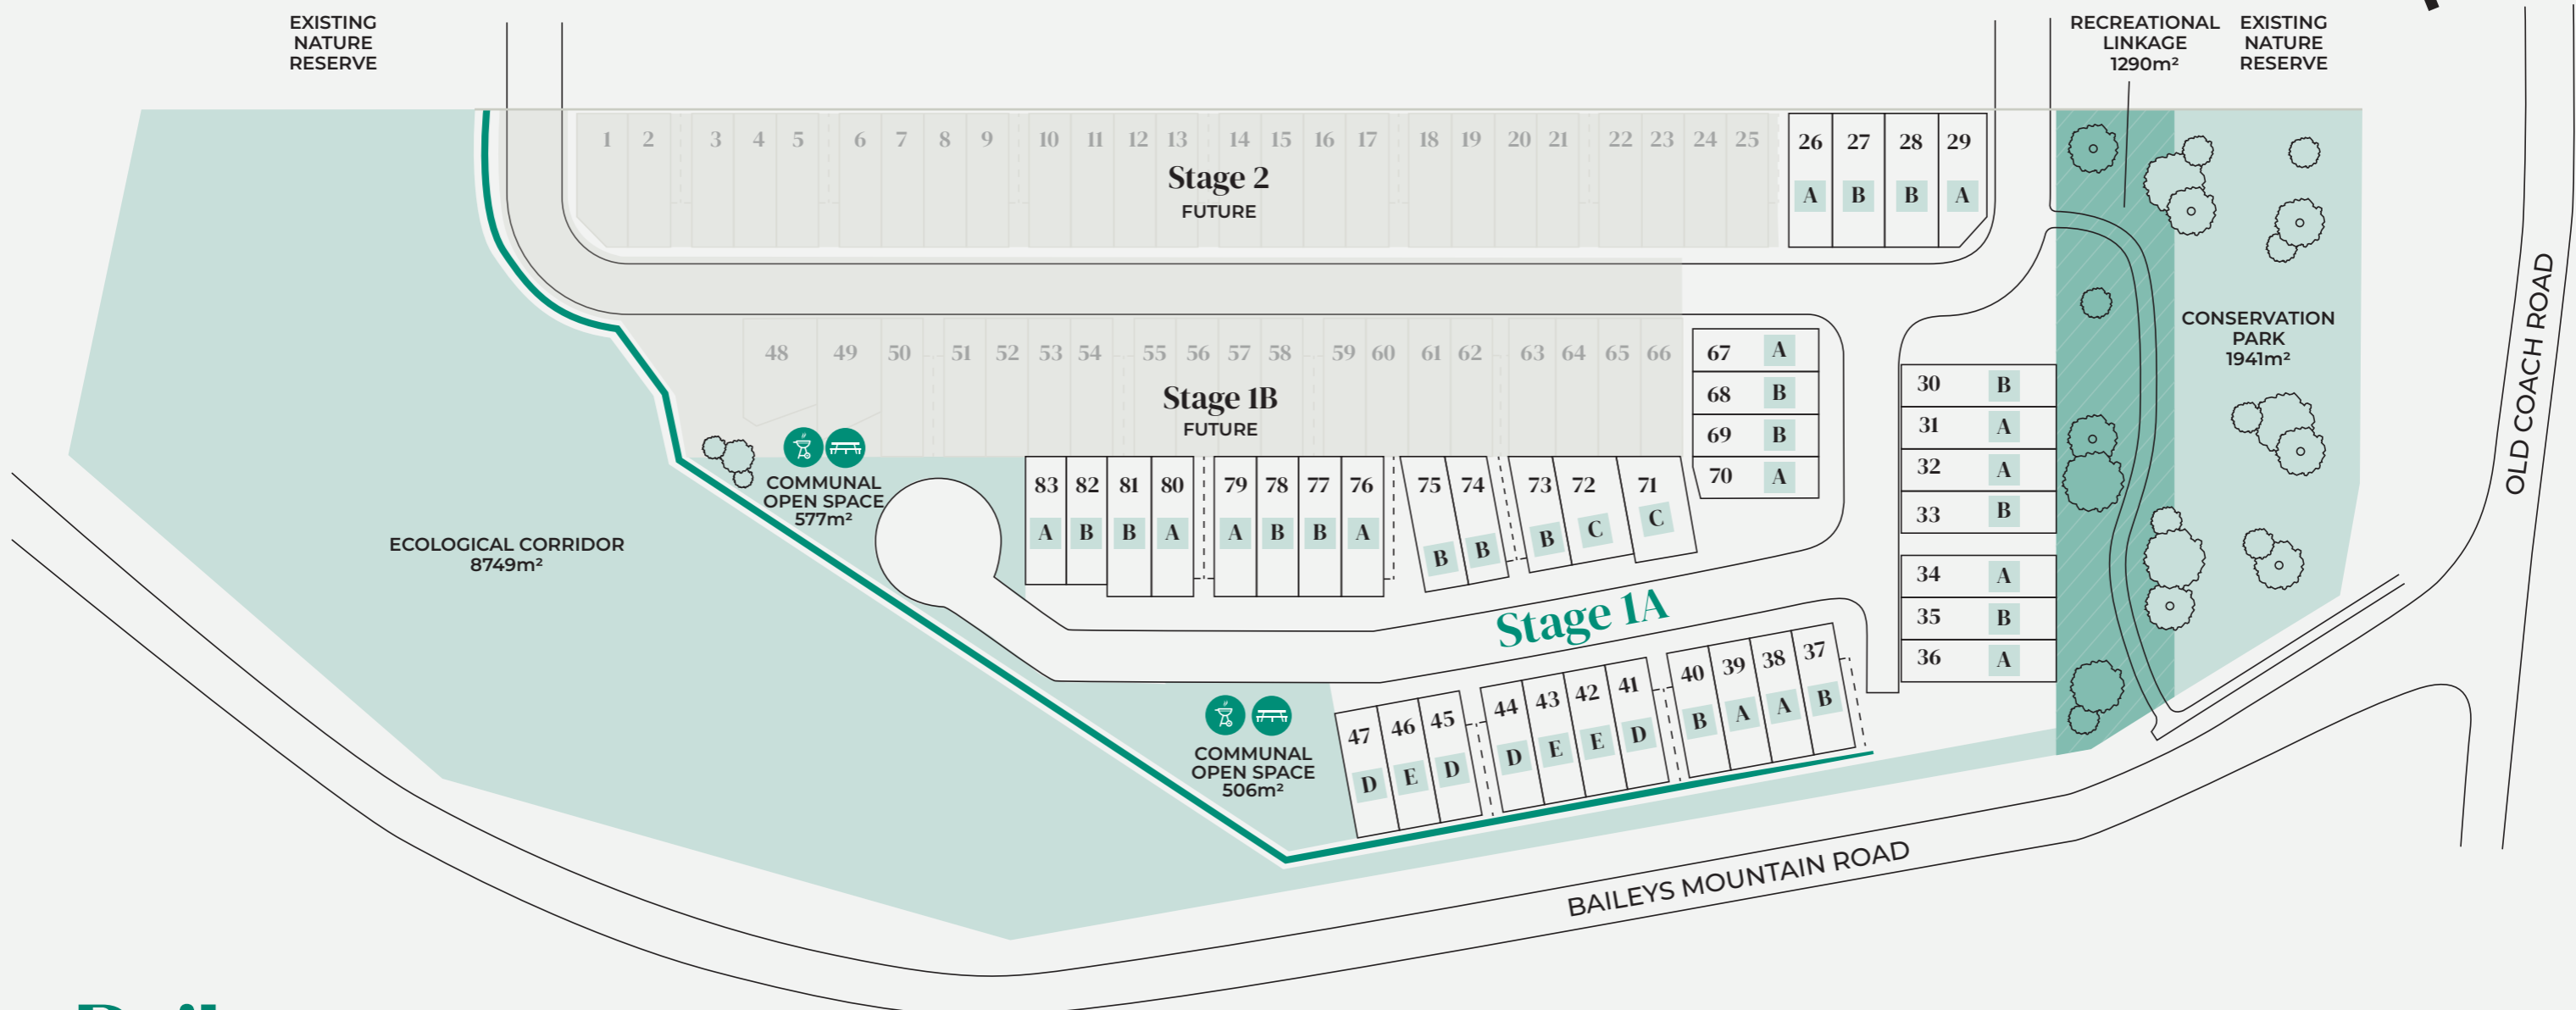 EXISTING
NATURE
RESERVE
RECREATIONAL
LINKAGE
1290m²
EXISTING
NATURE
RESERVE
1 2 3 4 5 6 7 8 9 10 11 12 13 14 15 16 17 18 19 20 21 22 23 24 25 26 27 28 29
Stage 2
FUTURE
A B B A
OLD COACH ROAD
CONSERVATION
PARK
1941m²
48 49 50 51 52 53 54 55 56 57 58 59 60 61 62 63 64 65 66
Stage 1B
FUTURE
67 A
68 B
69 B
70 A
30 B
31 A
32 A
33 B
34 A
35 B
36 A
COMMUNAL
OPEN SPACE
577m²
83 82 81 80 79 78 77 76 75 74 73 72 71
A B B A A B B A B B B C C
ECOLOGICAL CORRIDOR
8749m²
Stage 1A
47 46 45 44 43 42 41 40 39 38 37
D E D D E E D B A A B
COMMUNAL
OPEN SPACE
506m²
BAILEYS MOUNTAIN ROAD